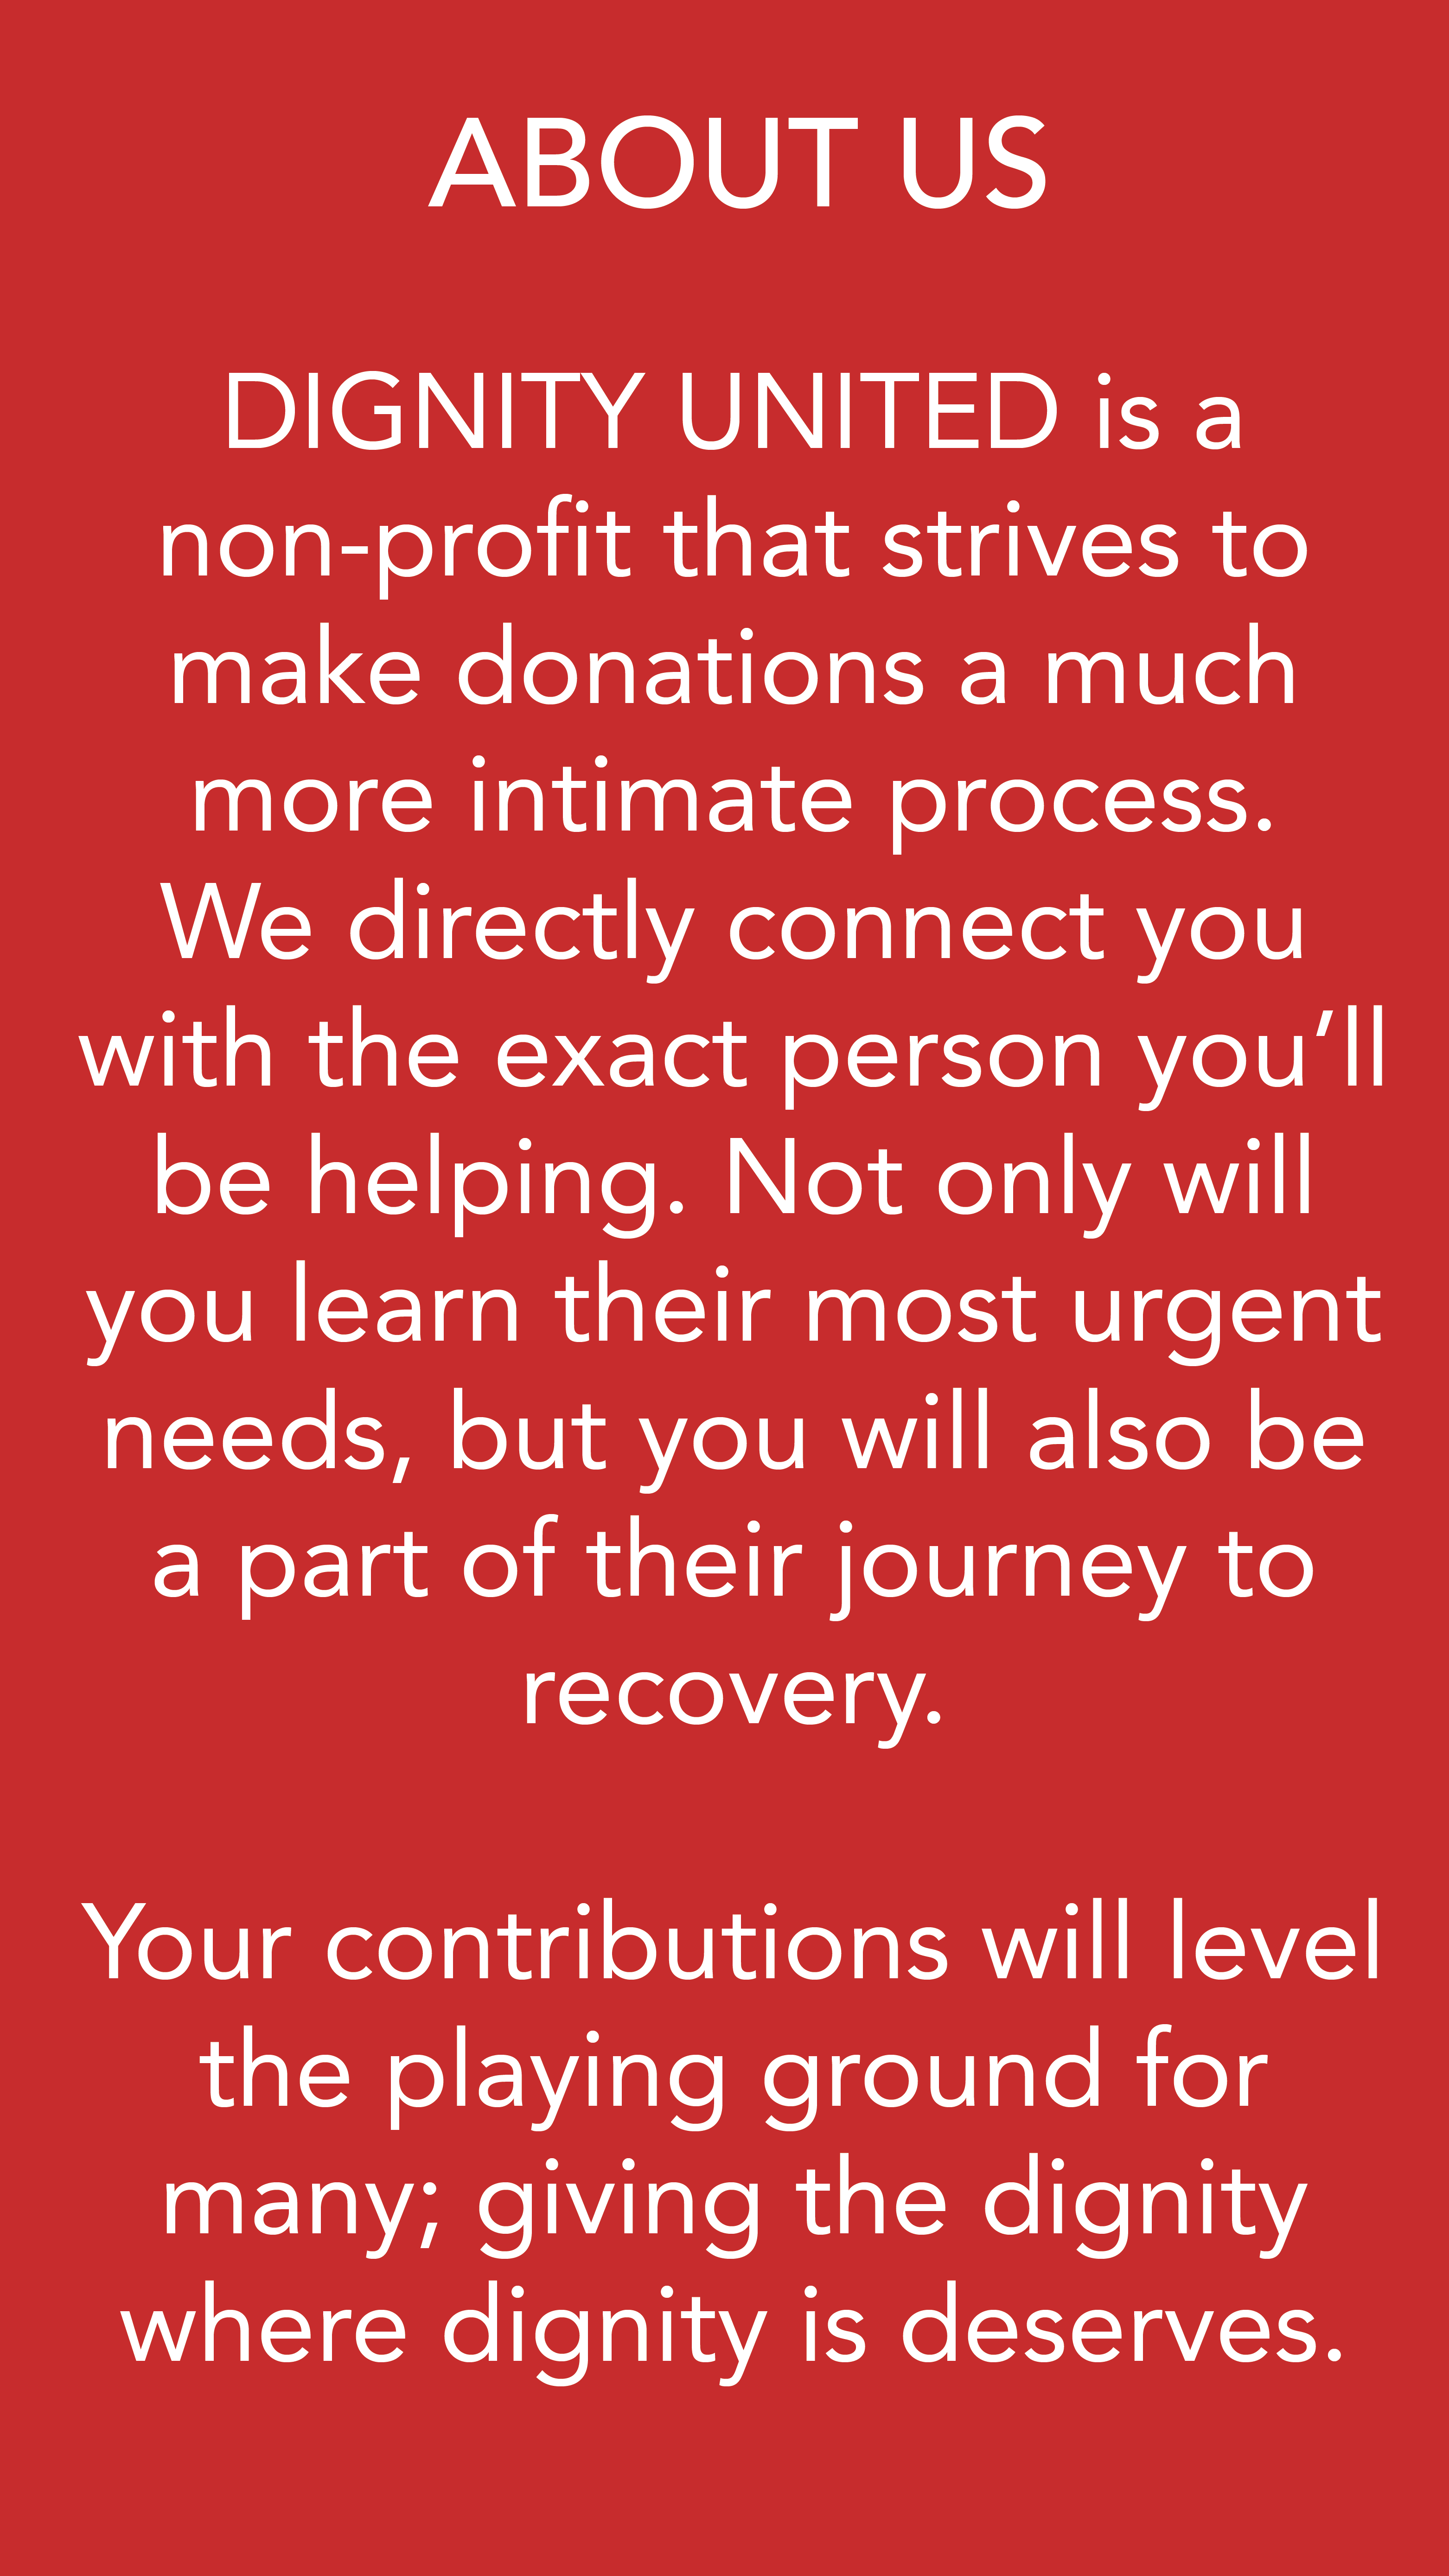 ABOUT US
DIGNITY UNITED is a
non-profit that strives to
make donations a much
more intimate process.
We directly connect you
with the exact person you’ll
be helping. Not only will
you learn their most urgent
needs, but you will also be
a part of their journey to
recovery.
Your contributions will level
the playing ground for
many; giving the dignity
where dignity is deserves.